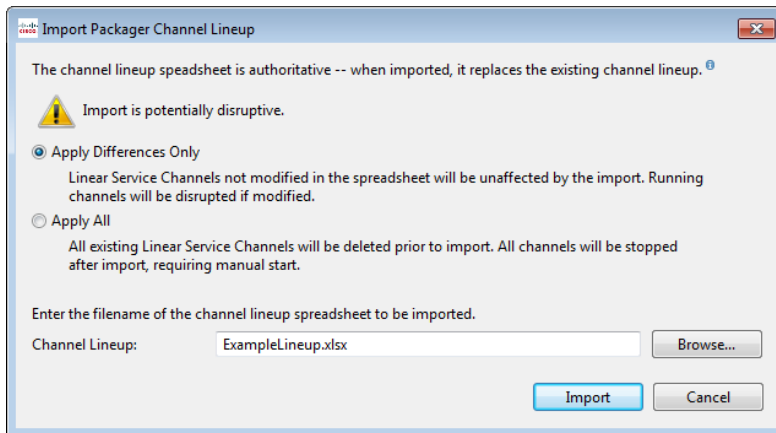 CISCO Import Packager Channel Lineup
The channel lineup speadsheet is authoritative -- when imported, it replaces the existing channel lineup.
Import is potentially disruptive.
Apply Differences Only
Linear Service Channels not modified in the spreadsheet will be unaffected by the import. Running
channels will be disrupted if modified.
Apply All
All existing Linear Service Channels will be deleted prior to import. All channels will be stopped
after import, requiring manual start.
Enter the filename of the channel lineup spreadsheet to be imported.
Channel Lineup: ExampleLineup.xlsx Browse...
Import Cancel